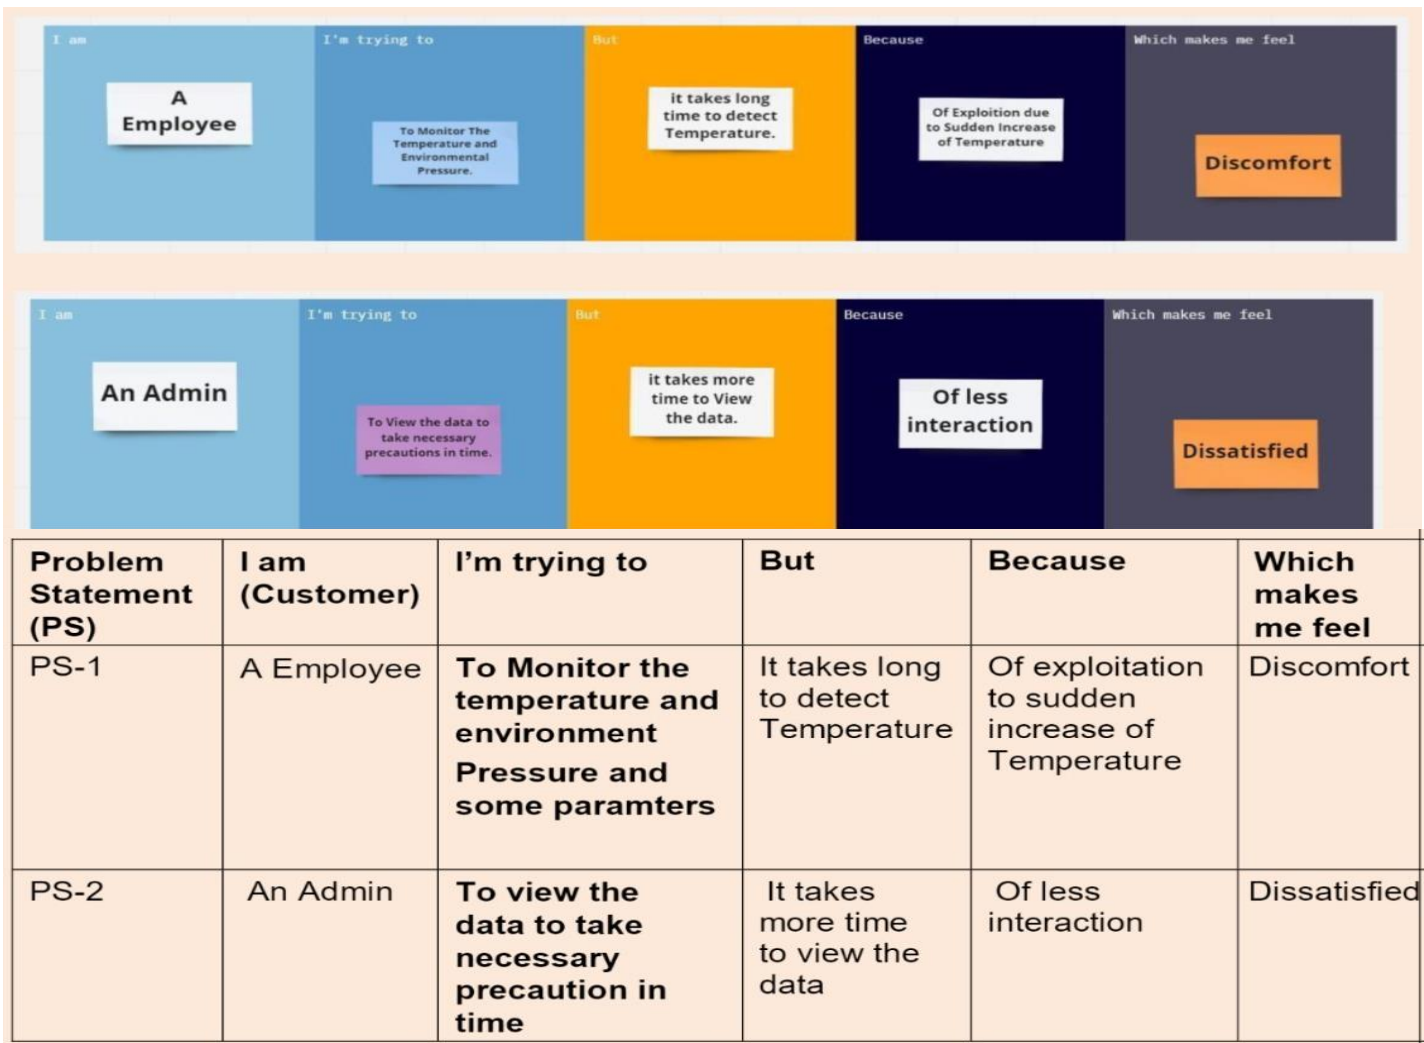 I am
A
Employee
I'm trying to
To Monitor The
Temperature and
Environmental
Pressure.
But
it takes long
time to detect
Temperature.
Because
Of Exploition due
to Sudden Increase
of Temperature
Which makes me feel
Discomfort
I am
An Admin
I'm trying to
To View the data to
take necessary
precautions in time.
But
it takes more
time to View
the data.
Because
Of less
interaction
Which makes me feel
Dissatisfied
Problem
Statement
(PS)
I am
(Customer)
I'm trying to
But
Because
Which
makes
me feel
PS-1
A Employee
To Monitor the
temperature and
environment
Pressure and
some paramters
It takes long
to detect
Temperature
Of exploitation
to sudden
increase of
Temperature
Discomfort
PS-2
An Admin
To view the
data to take
necessary
precaution in
time
It takes
more time
to view the
data
Of less
interaction
Dissatisfied